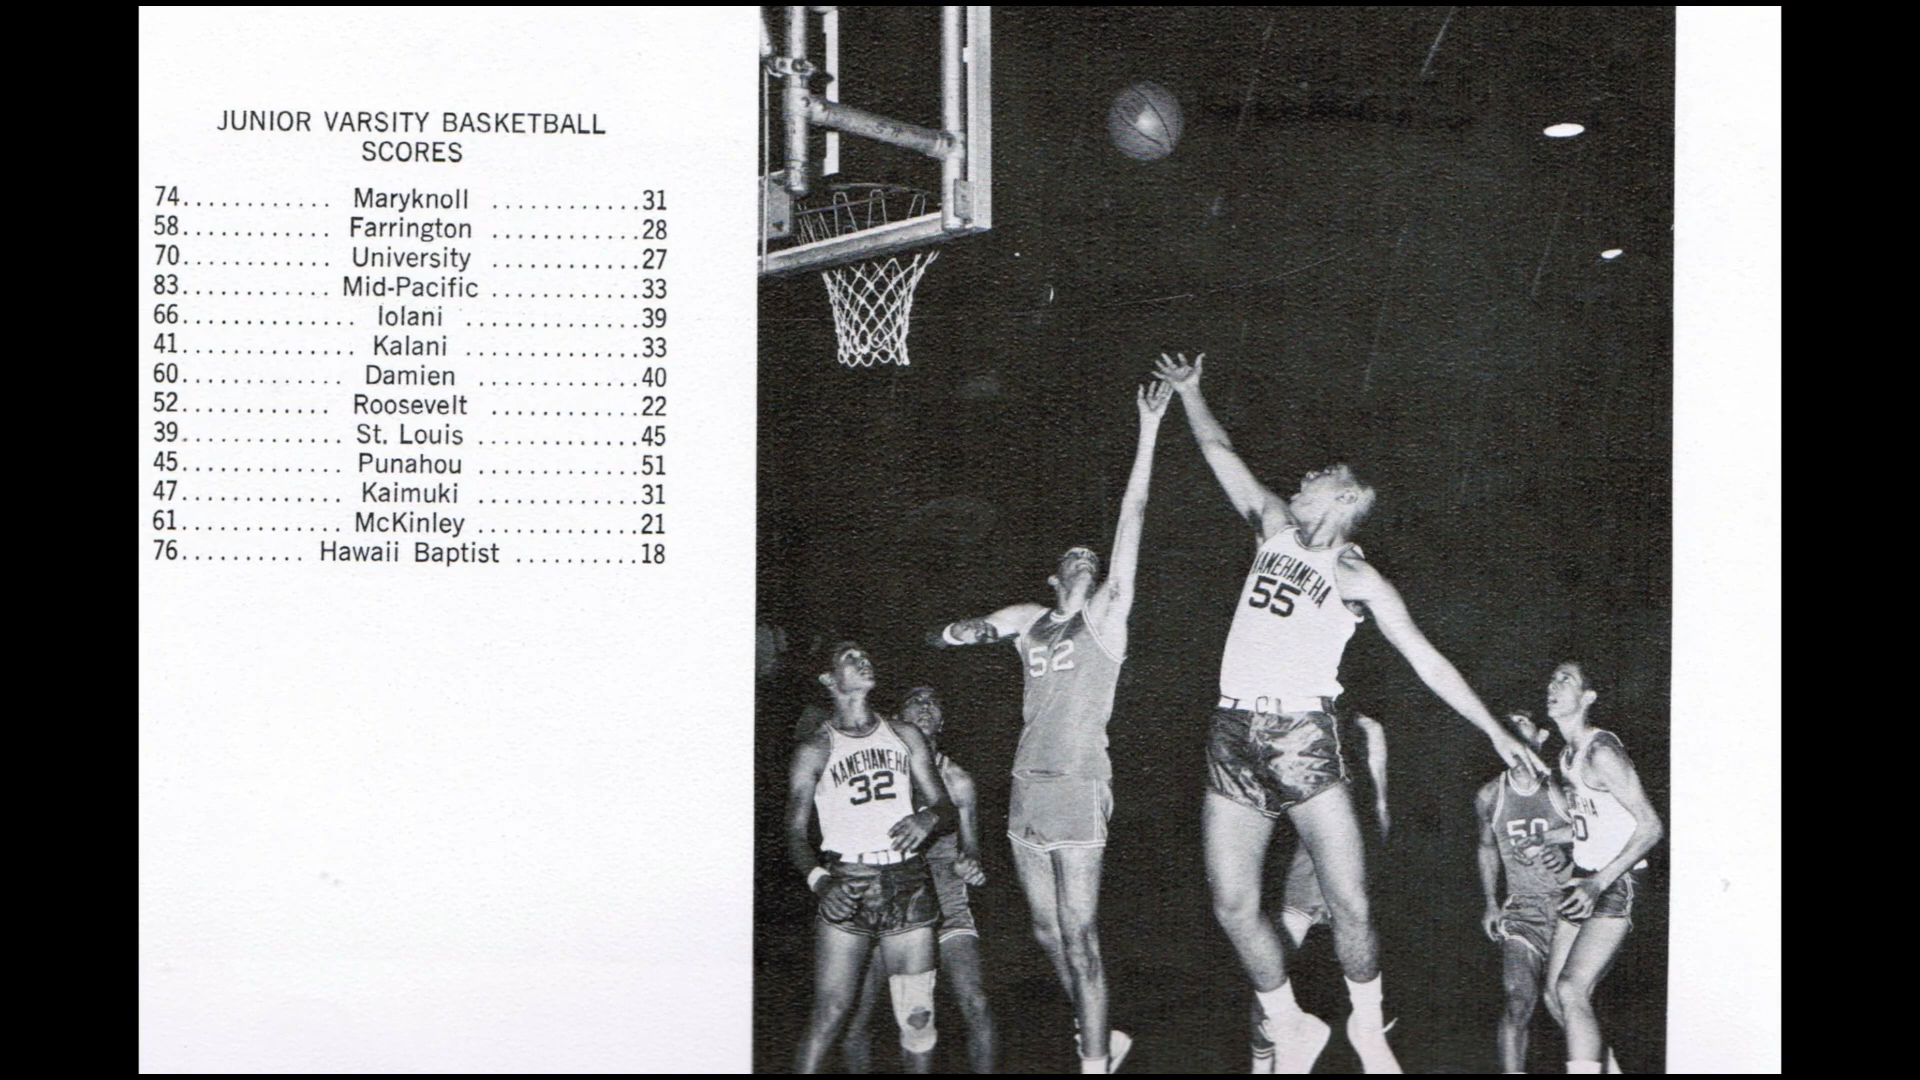 JUNIOR VARSITY BASKETBALL
SCORES
74............ Maryknoll ............31
58............ Farrington ............28
70............ University ............27
83............ Mid-Pacific ............33
66.............. Iolani ..............39
41.............. Kalani ..............33
60............. Damien .............40
52............ Roosevelt ............22
39............. St. Louis .............45
45............. Punahou .............51
47............. Kaimuki .............31
61............. McKinley .............21
76.......... Hawaii Baptist ..........18
KAMEHAMEHA
55
52
KAMEHAMEHA
32
50